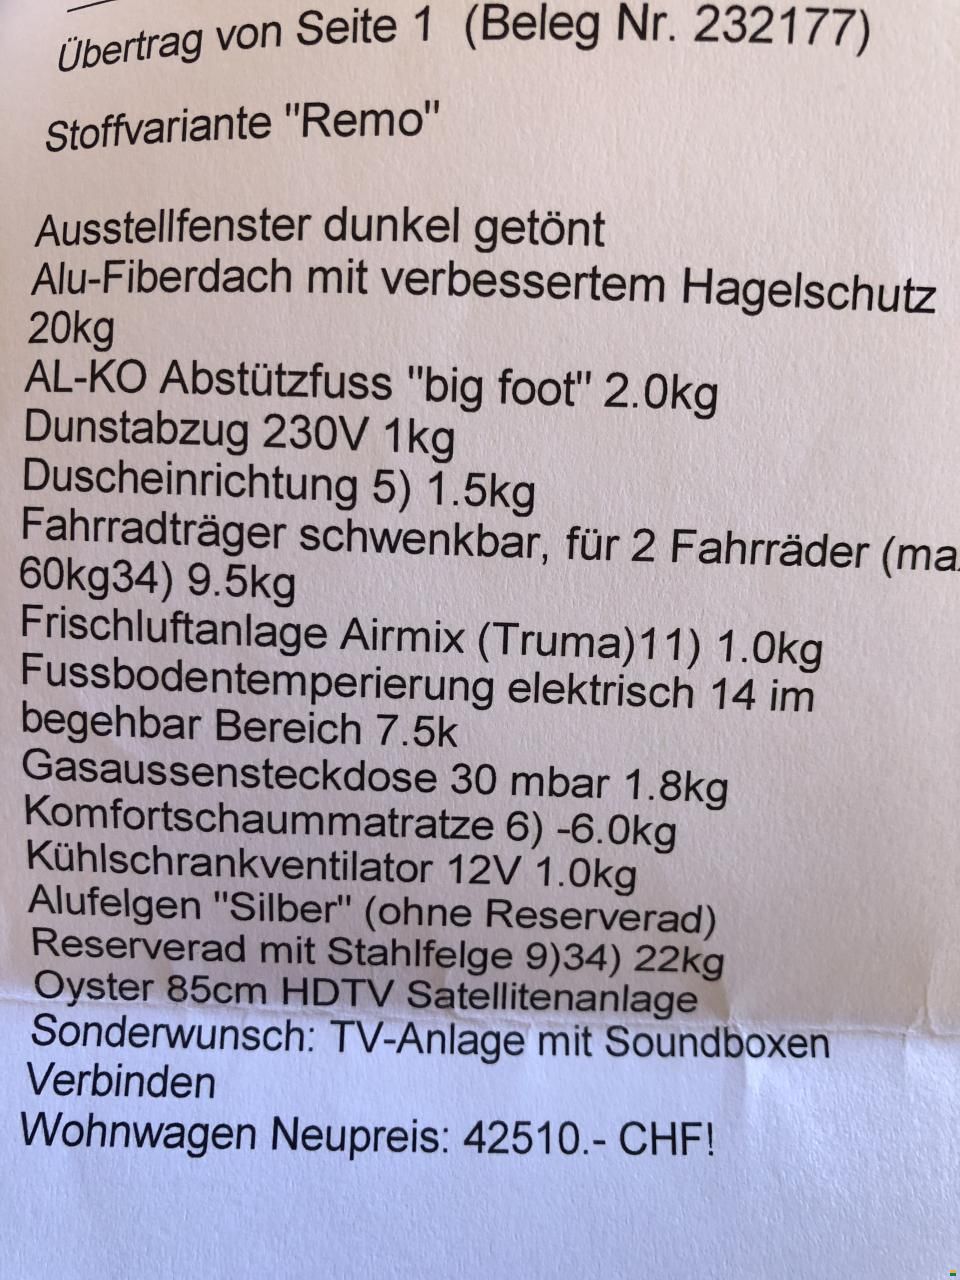 Übertrag von Seite 1 (Beleg Nr. 232177)
Stoffvariante "Remo"
Ausstellfenster dunkel getönt
Alu-Fiberdach mit verbessertem Hagelschutz
20kg
AL-KO Abstützfuss "big foot" 2.0kg
Dunstabzug 230V 1kg
Duscheinrichtung 5) 1.5kg
Fahrradträger schwenkbar, für 2 Fahrräder (max
60kg34) 9.5kg
Frischluftanlage Airmix (Truma)11) 1.0kg
Fussbodentemperierung elektrisch 14 im
begehbar Bereich 7.5k
Gasaussensteckdose 30 mbar 1.8kg
Komfortschaummatratze 6) -6.0kg
Kühlschrankventilator 12V 1.0kg
Alufelgen "Silber" (ohne Reserverad)
Reserverad mit Stahlfelge 9)34) 22kg
Oyster 85cm HDTV Satellitenanlage
Sonderwunsch: TV-Anlage mit Soundboxen
Verbinden
Wohnwagen Neupreis: 42510.- CHF!